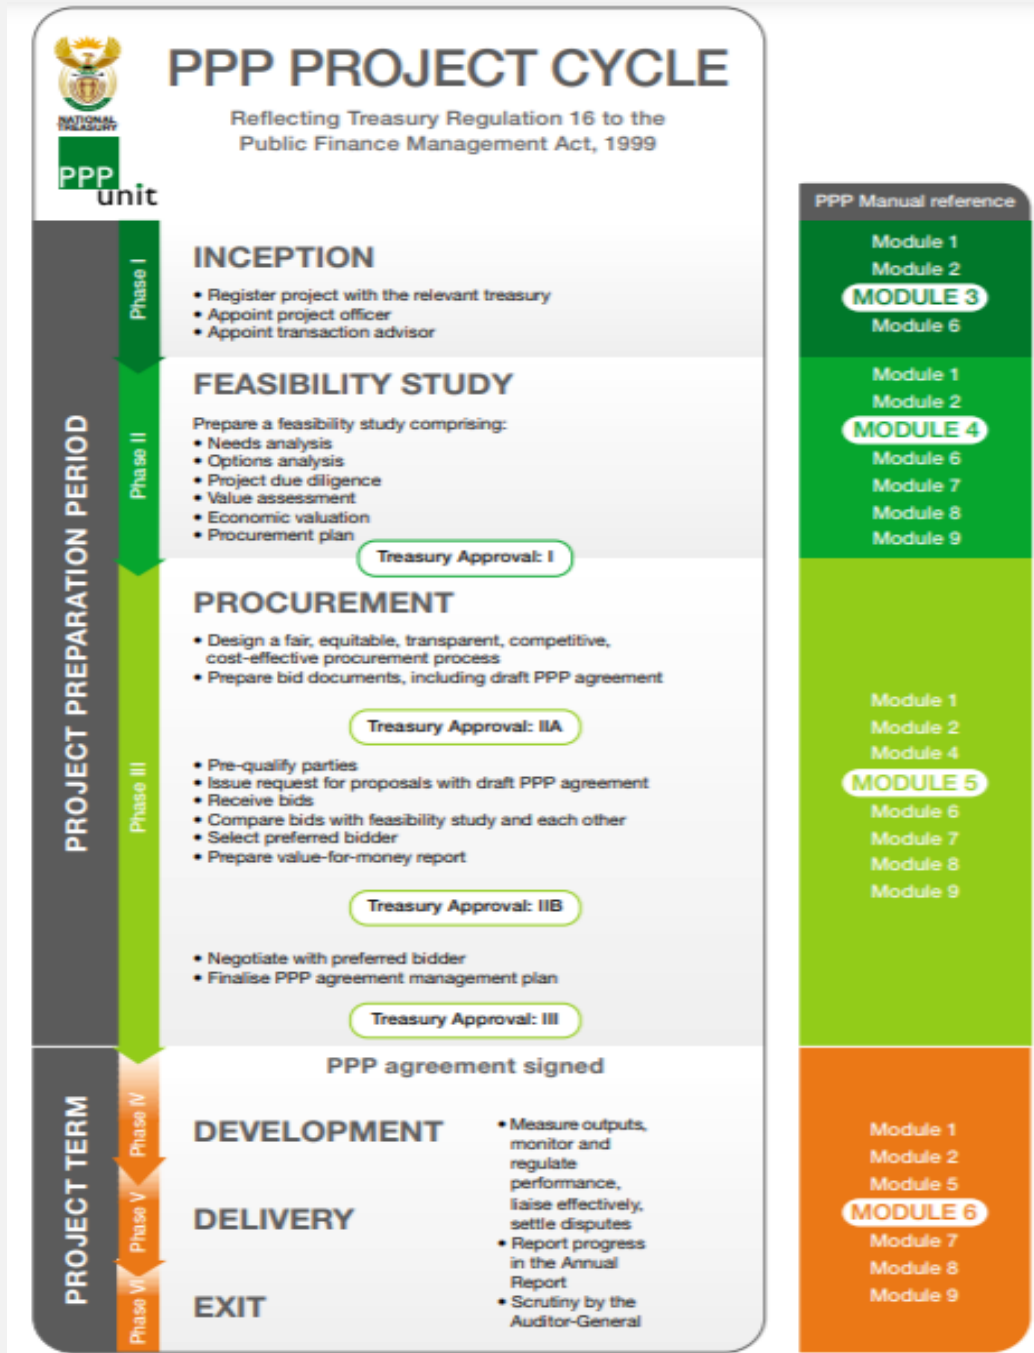 PPP PROJECT CYCLE
Reflecting Treasury Regulation 16 to the
Public Finance Management Act, 1999
NATIONAL
TREASURY
PPP
unit
PPP Manual reference
PROJECT PREPARATION PERIOD
Phase I
INCEPTION
• Register project with the relevant treasury
• Appoint project officer
• Appoint transaction advisor
Module 1
Module 2
MODULE 3
Module 6
Phase II
FEASIBILITY STUDY
Prepare a feasibility study comprising:
• Needs analysis
• Options analysis
• Project due diligence
• Value assessment
• Economic valuation
• Procurement plan
Treasury Approval: I
Module 1
Module 2
MODULE 4
Module 6
Module 7
Module 8
Module 9
Phase III
PROCUREMENT
• Design a fair, equitable, transparent, competitive,
cost-effective procurement process
• Prepare bid documents, including draft PPP agreement
Treasury Approval: IIA
• Pre-qualify parties
• Issue request for proposals with draft PPP agreement
• Receive bids
• Compare bids with feasibility study and each other
• Select preferred bidder
• Prepare value-for-money report
Treasury Approval: IIB
• Negotiate with preferred bidder
• Finalise PPP agreement management plan
Treasury Approval: III
Module 1
Module 2
Module 4
MODULE 5
Module 6
Module 7
Module 8
Module 9
PROJECT TERM
PPP agreement signed
Phase IV
DEVELOPMENT
Phase V
DELIVERY
Phase VI
EXIT
• Measure outputs,
monitor and
regulate
performance,
liaise effectively,
settle disputes
• Report progress
in the Annual
Report
• Scrutiny by the
Auditor-General
Module 1
Module 2
Module 5
MODULE 6
Module 7
Module 8
Module 9